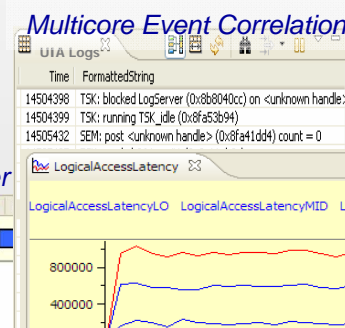 Multicore Event Correlation
UIA Logs
Time FormattedString
14504398 TSK: blocked LogServer (0x8b8040cc) on <unknown handle>
14504399 TSK: running TSK_idle (0x8fa53b94)
14505432 SEM: post <unknown handle> (0x8fa41dd4) count = 0
er
LogicalAccessLatency
LogicalAccessLatencyLO LogicalAccessLatencyMID L
800000
400000